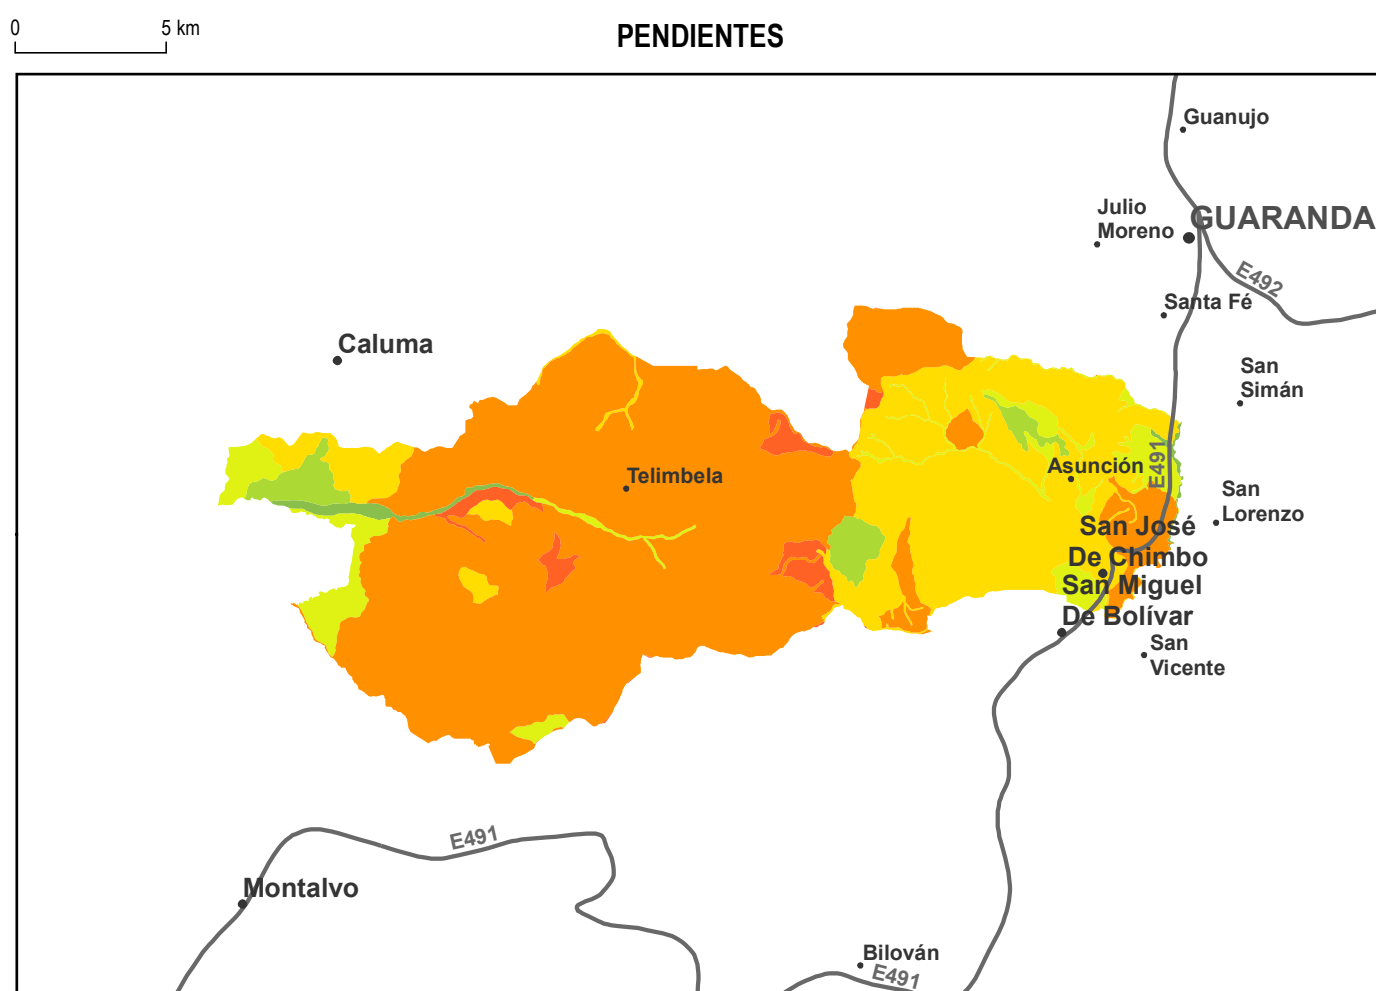 0
5 km
PENDIENTES
Guanujo
Julio
Moreno
GUARANDA
E492
Santa Fé
Caluma
San
Simán
Asunción
E491
Telimbela
San
Lorenzo
San José
De Chimbo
San Miguel
De Bolívar
San
Vicente
E491
Montalvo
Bilován
E491